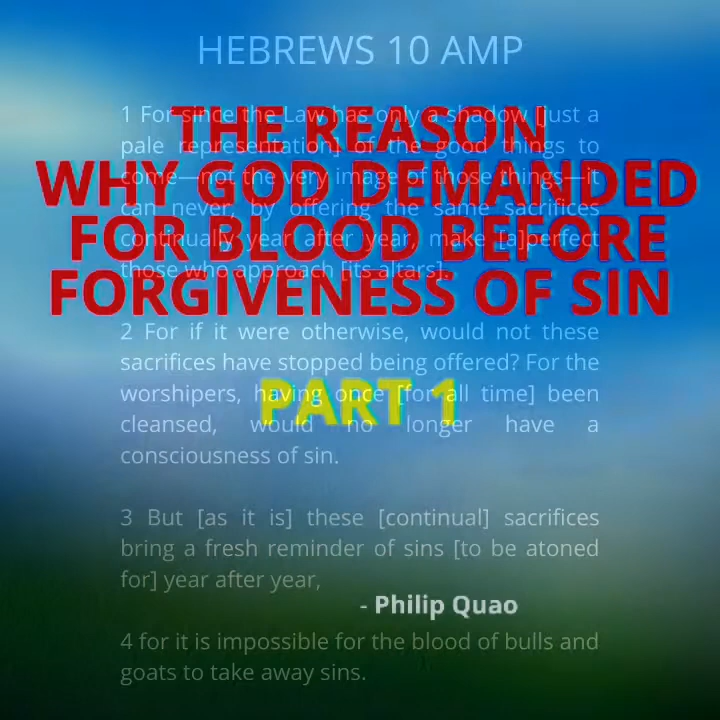 HEBREWS 10 AMP
1 For since the Law has only a shadow [just a
pale representation] of the good things to
come—not the very image of those things—it
can never, by offering the same sacrifices
continually year after year, make [a]perfect
those who approach [its altars].
THE REASON
WHY GOD DEMANDED
FOR BLOOD BEFORE
FORGIVENESS OF SIN
2 For if it were otherwise, would not these
sacrifices have stopped being offered? For the
worshipers, having once [for all time] been
cleansed, would no longer have a
consciousness of sin.
PART 1
3 But [as it is] these [continual] sacrifices
bring a fresh reminder of sins [to be atoned
for] year after year,
- Philip Quao
4 for it is impossible for the blood of bulls and
goats to take away sins.